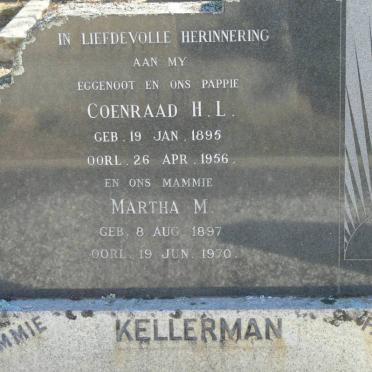 IN LIEFDEVOLLE HERINNERING
AAN MY
EGGENOOT EN ONS PAPPIE
COENRAAD H. L.
GEB. 19 JAN. 1895
OORL. 26 APR. 1956.
EN ONS MAMMIE
MARTHA M.
GEB. 8 AUG. 1897
OORL. 19 JUN. 1970.
KELLERMAN